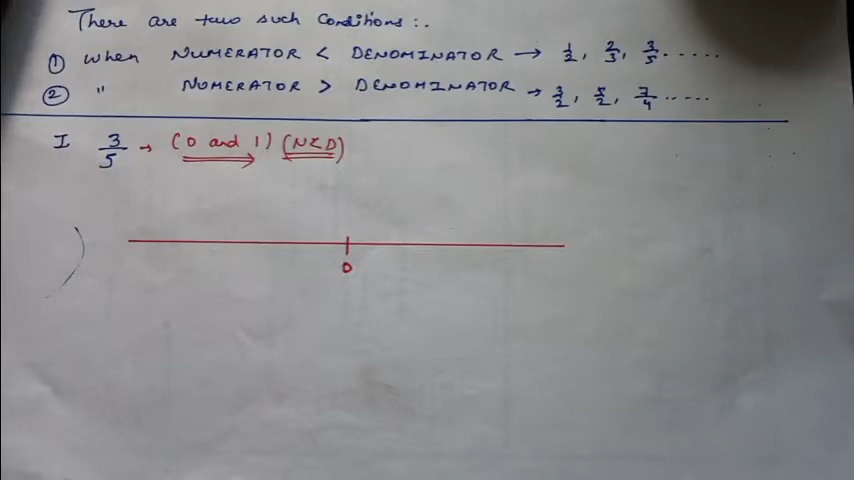 There are two such conditions:.
① When NUMERATOR < DENOMINATOR → 1/2, 2/3, 3/5 .....
② " NUMERATOR > DENOMINATOR → 3/2, 5/2, 7/4 .....
I 3/5 → (0 and 1) (N<D)
0